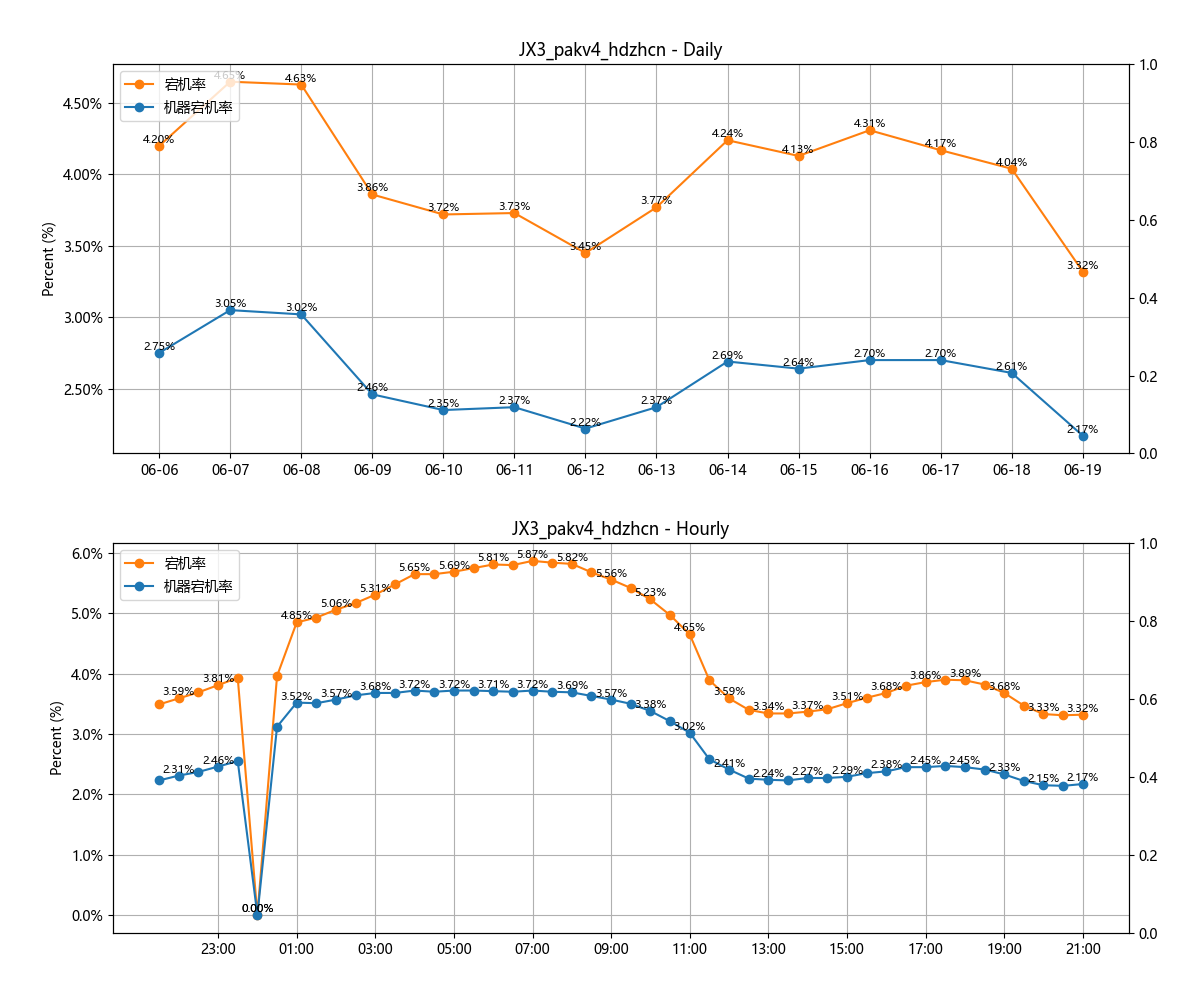 JX3_pakv4_hdzhcn - Daily
宕机率
机器宕机率
Percent (%)
4.50%
4.00%
3.50%
3.00%
2.50%
1.0
0.8
0.6
0.4
0.2
0.0
4.20% 4.65% 4.63% 3.86% 3.72% 3.73% 3.45% 3.77% 4.24% 4.13% 4.31% 4.17% 4.04% 3.32%
2.75% 3.05% 3.02% 2.46% 2.35% 2.37% 2.22% 2.37% 2.69% 2.64% 2.70% 2.70% 2.61% 2.17%
06-06 06-07 06-08 06-09 06-10 06-11 06-12 06-13 06-14 06-15 06-16 06-17 06-18 06-19
JX3_pakv4_hdzhcn - Hourly
宕机率
机器宕机率
Percent (%)
6.0%
5.0%
4.0%
3.0%
2.0%
1.0%
0.0%
1.0
0.8
0.6
0.4
0.2
0.0
3.59% 3.81% 0.00% 4.85% 5.06% 5.31% 5.65% 5.69% 5.81% 5.87% 5.82% 5.56% 5.23% 4.65% 3.59% 3.34% 3.37% 3.51% 3.68% 3.86% 3.89% 3.68% 3.33% 3.32%
2.31% 2.46% 0.00% 3.52% 3.57% 3.68% 3.72% 3.72% 3.71% 3.72% 3.69% 3.57% 3.38% 3.02% 2.41% 2.24% 2.27% 2.29% 2.38% 2.45% 2.45% 2.33% 2.15% 2.17%
23:00 01:00 03:00 05:00 07:00 09:00 11:00 13:00 15:00 17:00 19:00 21:00